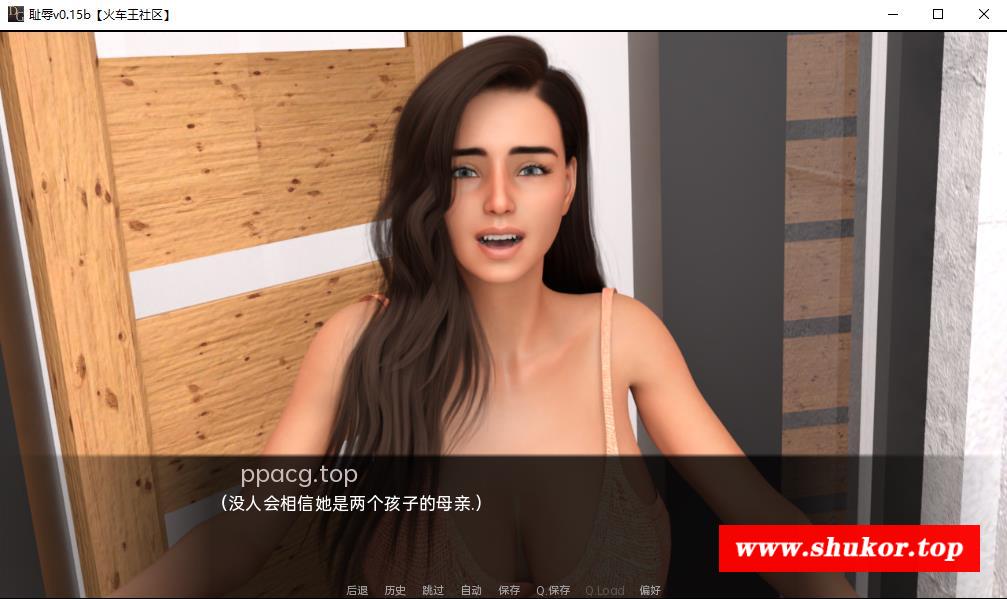 耻辱v0.15b【火车王社区】
ppacg.top
（没人会相信她是两个孩子的母亲.）
www.shukor.top
后退 历史 跳过 自动 保存 Q.保存 Q.Load 偏好